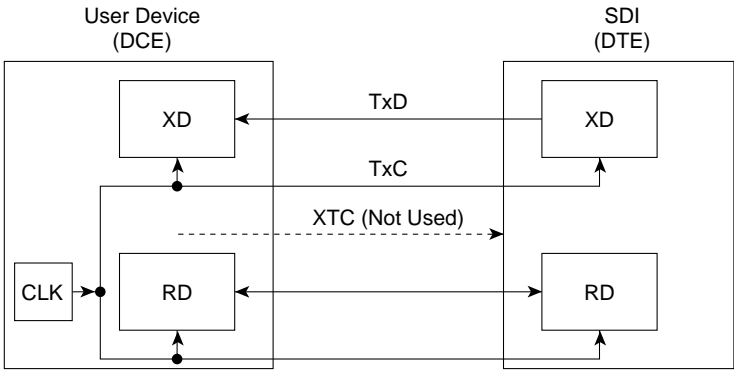 User Device
(DCE)
SDI
(DTE)
XD
TxD
XD
TxC
XTC (Not Used)
CLK
RD
RD